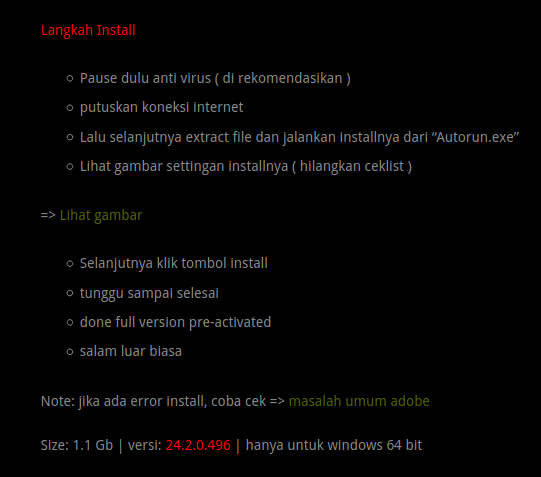 Langkah Install
Pause dulu anti virus ( di rekomendasikan )
putuskan koneksi internet
Lalu selanjutnya extract file dan jalankan installnya dari “Autorun.exe”
Lihat gambar settingan installnya ( hilangkan ceklist )
=> Lihat gambar
Selanjutnya klik tombol install
tunggu sampai selesai
done full version pre-activated
salam luar biasa
Note: jika ada error install, coba cek => masalah umum adobe
Size: 1.1 Gb | versi: 24.2.0.496 | hanya untuk windows 64 bit